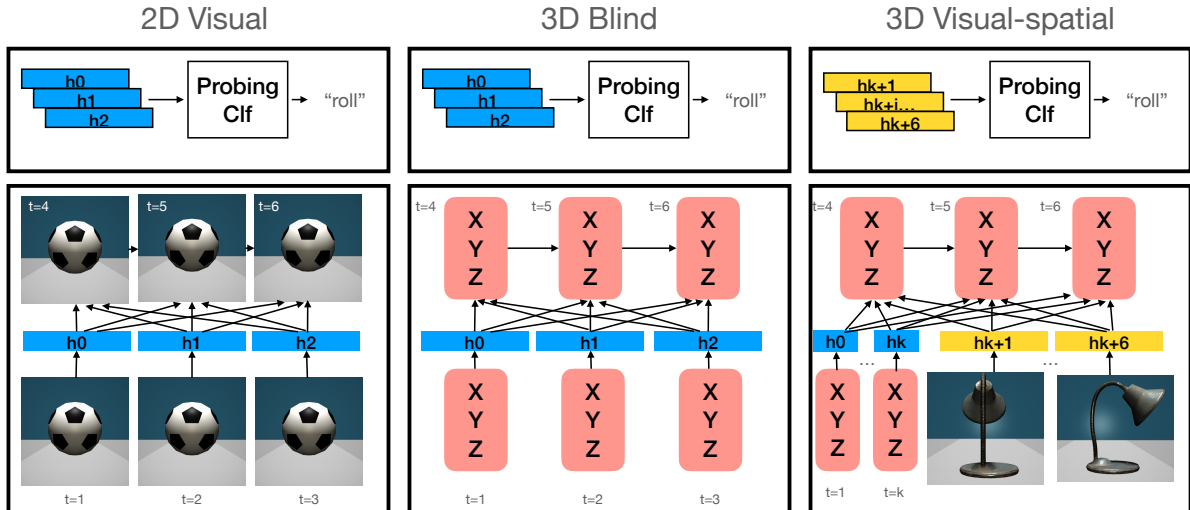 2D Visual
h0
h1
h2
Probing
Clf
“roll”
t=4
t=5
t=6
h0
h1
h2
t=1
t=2
t=3
3D Blind
h0
h1
h2
Probing
Clf
“roll”
t=4
t=5
t=6
X
Y
Z
X
Y
Z
X
Y
Z
h0
h1
h2
X
Y
Z
X
Y
Z
X
Y
Z
t=1
t=2
t=3
3D Visual-spatial
hk+1
hk+i...
hk+6
Probing
Clf
“roll”
t=4
t=5
t=6
X
Y
Z
X
Y
Z
X
Y
Z
h0
hk
hk+1
hk+6
...
...
X
Y
Z
X
Y
Z
t=1
t=k